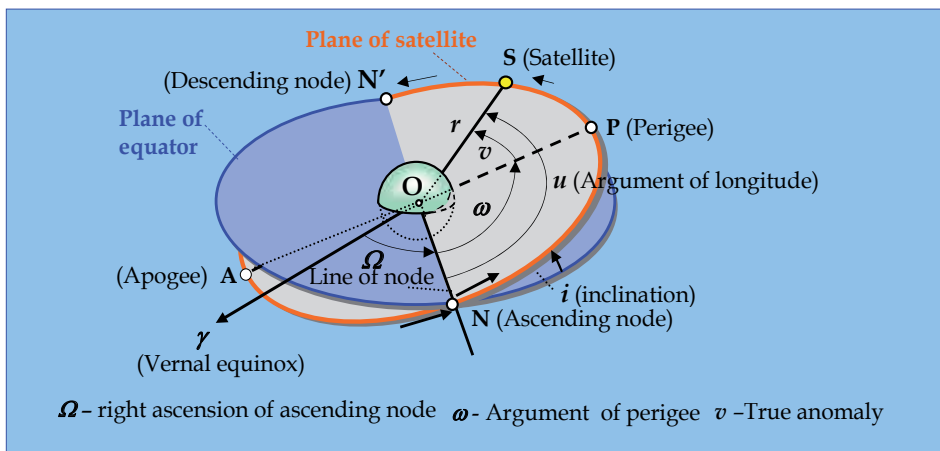 Plane of satellite
S (Satellite)
(Descending node) N’
Plane of
equator
r
P (Perigee)
v
O
u (Argument of longitude)
ω
Ω
Line of node
(Apogee) A
i (inclination)
N (Ascending node)
γ
(Vernal equinox)
Ω – right ascension of ascending node ω - Argument of perigee v –True anomaly